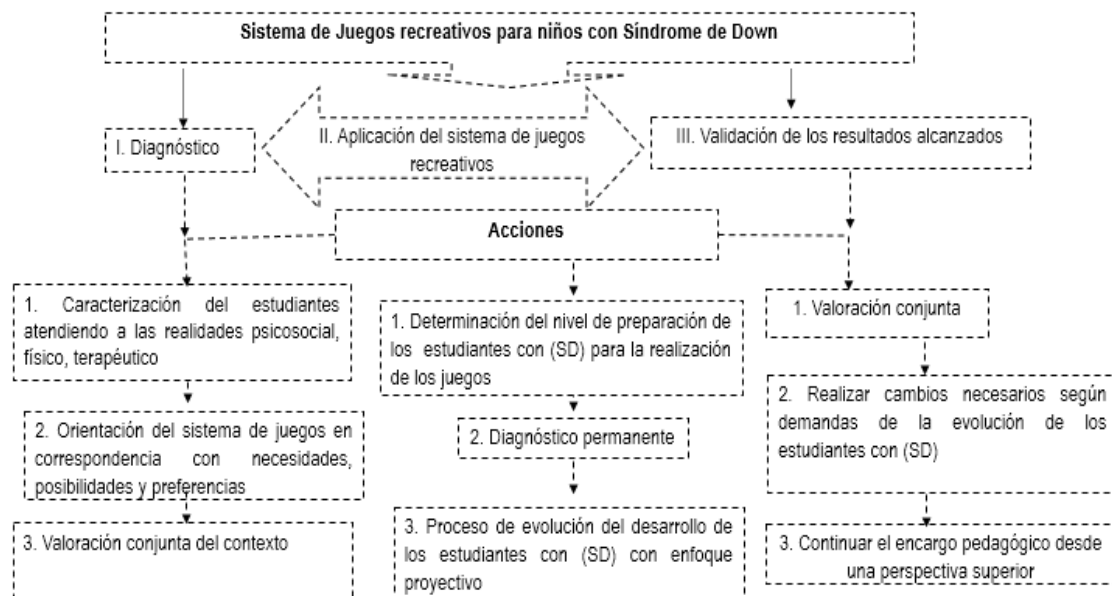 Sistema de Juegos recreativos para niños con Síndrome de Down
I. Diagnóstico
II. Aplicación del sistema de juegos
recreativos
III. Validación de los resultados alcanzados
Acciones
1. Caracterización del estudiantes
atendiendo a las realidades psicosocial,
físico, terapéutico
2. Orientación del sistema de juegos en
correspondencia con necesidades,
posibilidades y preferencias
3. Valoración conjunta del contexto
1. Determinación del nivel de preparación de
los estudiantes con (SD) para la realización
de los juegos
2. Diagnóstico permanente
3. Proceso de evolución del desarrollo de
los estudiantes con (SD) con enfoque
proyectivo
1. Valoración conjunta
2. Realizar cambios necesarios según
demandas de la evolución de los
estudiantes con (SD)
3. Continuar el encargo pedagógico desde
una perspectiva superior